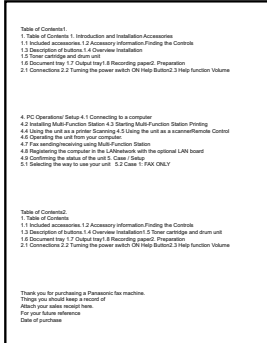 Table of Contents1.
1. Table of Contents 1. Introduction and Installation Accessories
1.1 Included accessories.1.2 Accessory information.Finding the Controls
1.3 Description of buttons.1.4 Overview Installation
1.5 Toner cartridge and drum unit
1.6 Document tray 1.7 Output tray1.8 Recording paper2. Preparation
2.1 Connections 2.2 Turning the power switch ON Help Button2.3 Help function Volume
4. PC Operations/ Setup 4.1 Connecting to a computer
4.2 Installing Multi-Function Station 4.3 Starting Multi-Function Station Printing
4.4 Using the unit as a printer Scanning 4.5 Using the unit as a scannerRemote Control
4.6 Operating the unit from your computer.
4.7 Fax sending/receiving using Multi-Function
4.8 Registering the computer in the LANnetwork with the optional LAN board
4.9 Confirming the status of the unit 5. Case / Setup
5.1 Selecting the way to use your unit 5.2 Case 1: FAX ONLY
Table of Contents2.
1. Table of Contents
1.1 Included accessories.1.2 Accessory information.Finding the Controls
1.3 Description of buttons.1.4 Overview Installation1.5 Toner cartridge and drum unit
1.6 Document tray 1.7 Output tray1.8 Recording paper2. Preparation
2.1 Connections 2.2 Turning the power switch ON Help Button2.3 Help function Volume
Thank you for purchasing a Panasonic fax machine.
Things you should keep a record of
Attach your sales receipt here.
For your future reference
Date of purchase